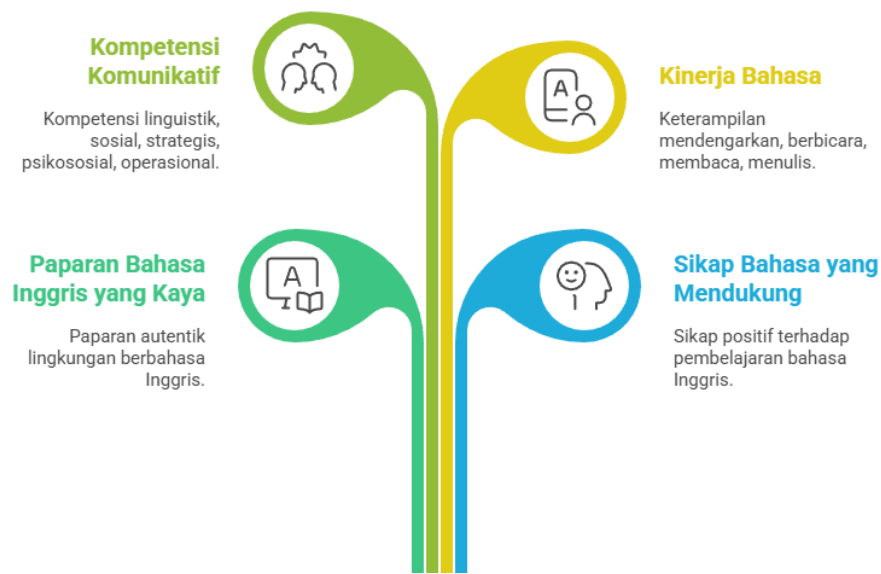 Kompetensi
Komunikatif
Kompetensi linguistik,
sosial, strategis,
psikososial, operasional.
Kinerja Bahasa
Keterampilan
mendengarkan, berbicara,
membaca, menulis.
Paparan Bahasa
Inggris yang Kaya
Paparan autentik
lingkungan berbahasa
Inggris.
Sikap Bahasa yang
Mendukung
Sikap positif terhadap
pembelajaran bahasa
Inggris.
A
A